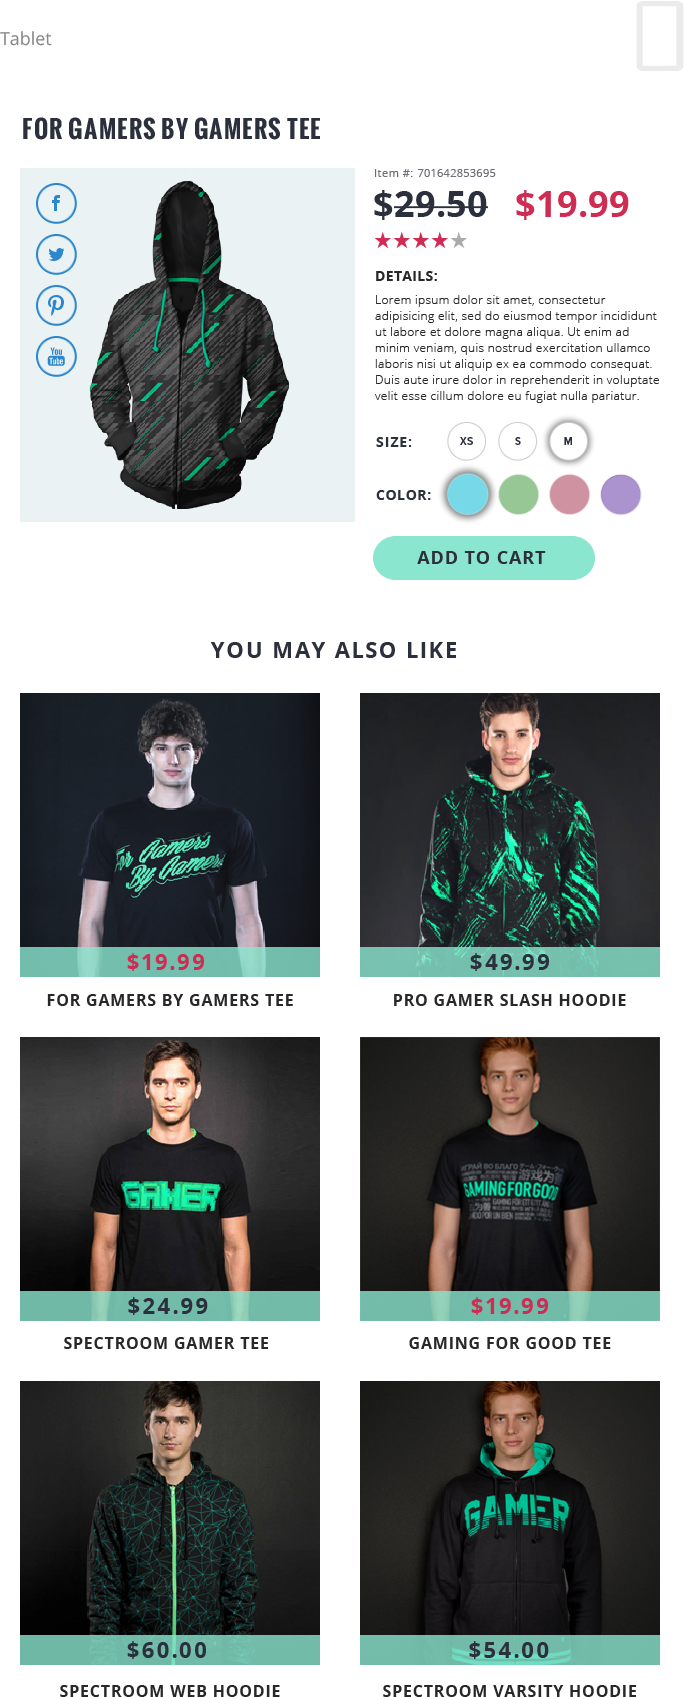 Tablet
FOR GAMERS BY GAMERS TEE
Item #: 701642853695
$29.50 $19.99
You
Tube
DETAILS:
Lorem ipsum dolor sit amet, consectetur
adipisicing elit, sed do eiusmod tempor incididunt
ut labore et dolore magna aliqua. Ut enim ad
minim veniam, quis nostrud exercitation ullamco
laboris nisi ut aliquip ex ea commodo consequat.
Duis aute irure dolor in reprehenderit in voluptate
velit esse cillum dolore eu fugiat nulla pariatur.
SIZE: XS S M
COLOR:
ADD TO CART
YOU MAY ALSO LIKE
For Gamers
By Gamers
$19.99
FOR GAMERS BY GAMERS TEE
$49.99
PRO GAMER SLASH HOODIE
GAMER
$24.99
SPECTROOM GAMER TEE
ИГРАЙ ВО БЛАГО
GAMING FOR GOOD
$19.99
GAMING FOR GOOD TEE
$60.00
SPECTROOM WEB HOODIE
GAMER
$54.00
SPECTROOM VARSITY HOODIE